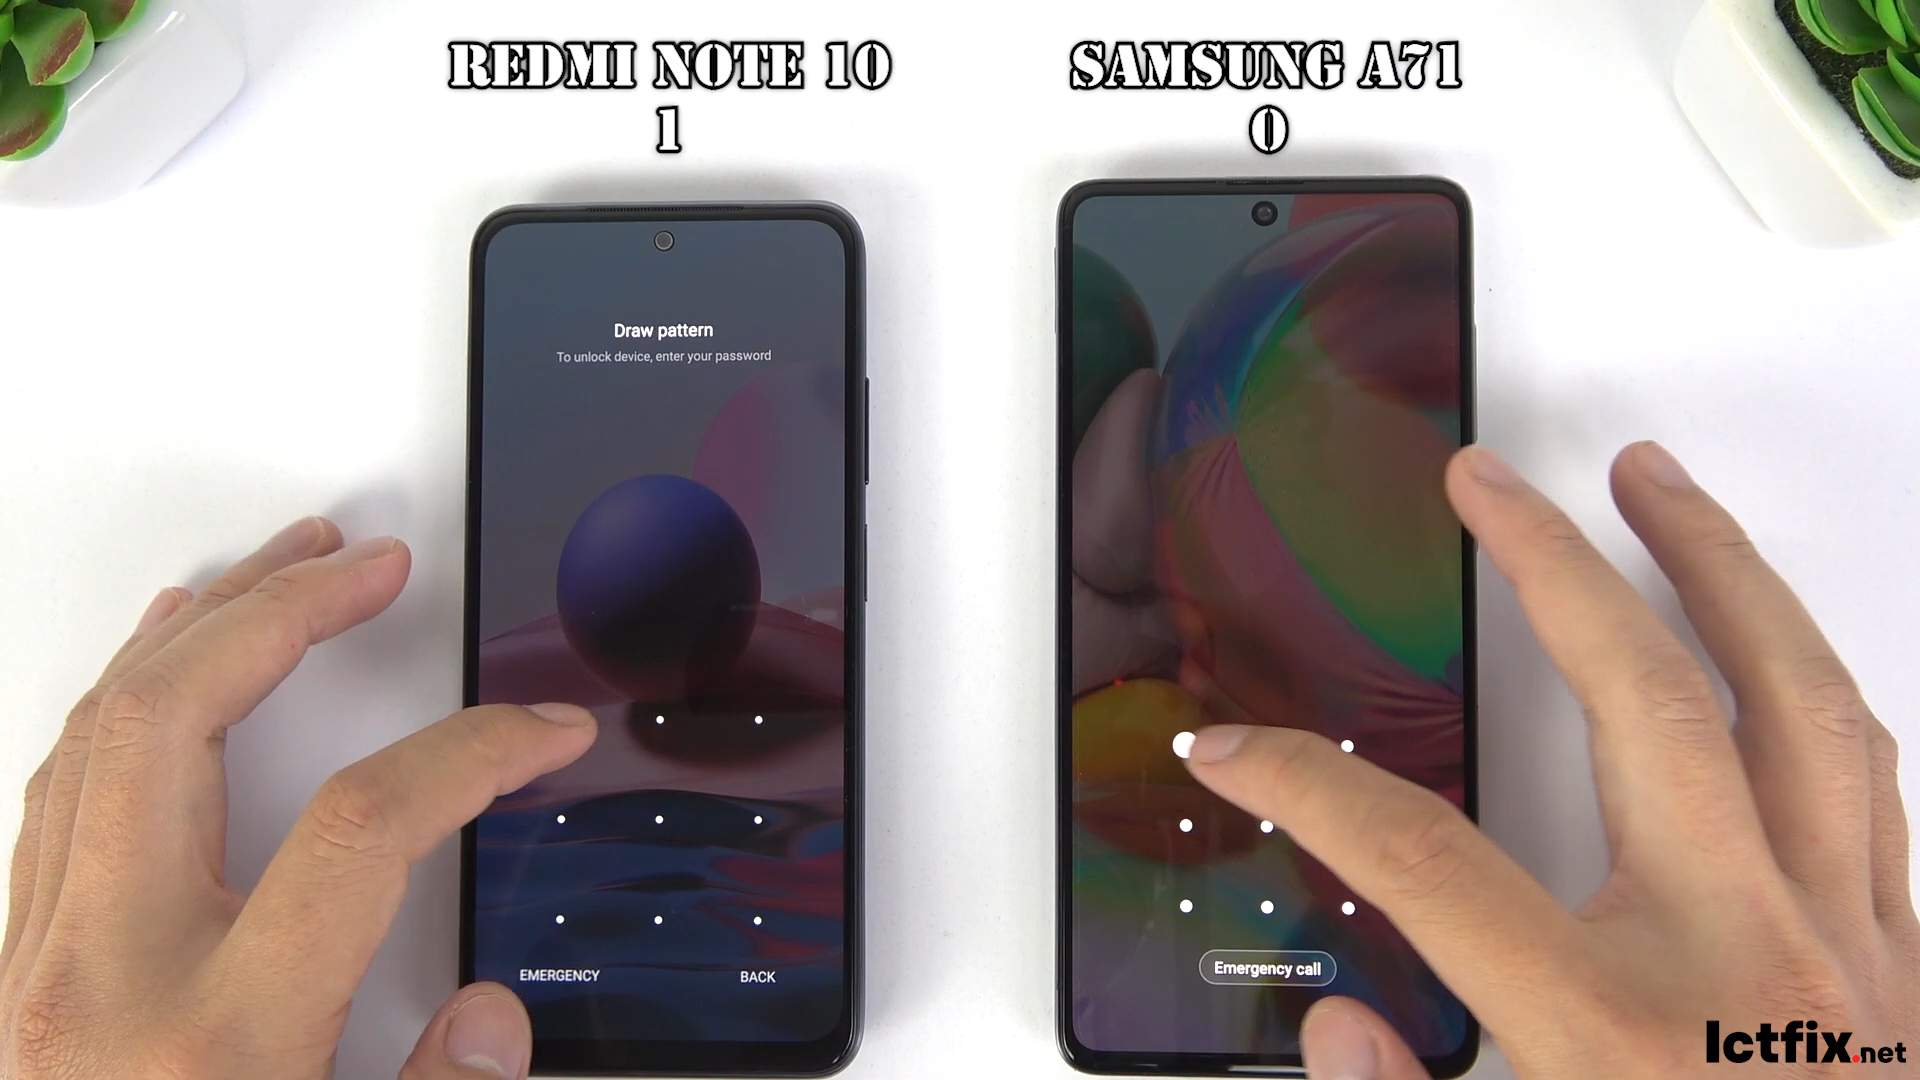 REDMI NOTE 10
1
SAMSUNG A71
0
Draw pattern
To unlock device, enter your password
EMERGENCY
BACK
Emergency call
Ictfix.net